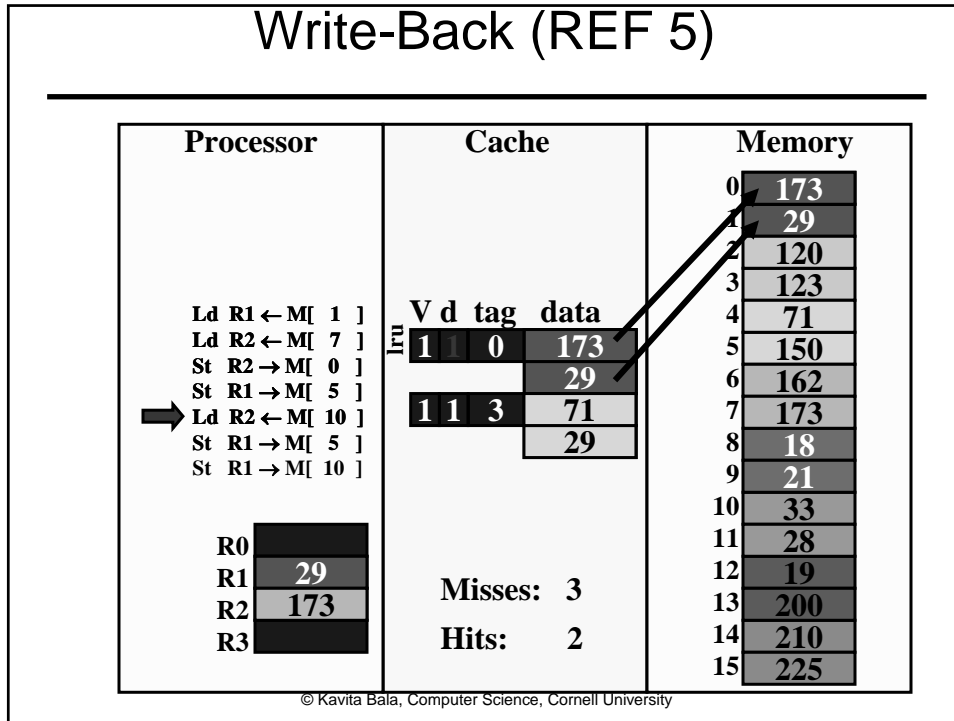 Write-Back (REF 5)
Processor
Ld R1 ← M[ 1 ]
Ld R2 ← M[ 7 ]
St R2 → M[ 0 ]
St R1 → M[ 5 ]
Ld R2 ← M[ 10 ]
St R1 → M[ 5 ]
St R1 → M[ 10 ]
R0
R1 29
R2 173
R3
Cache
V d tag data
lru
1 1 0 173
29
1 1 3 71
29
Misses: 3
Hits: 2
Memory
0 173
1 29
2 120
3 123
4 71
5 150
6 162
7 173
8 18
9 21
10 33
11 28
12 19
13 200
14 210
15 225
© Kavita Bala, Computer Science, Cornell University